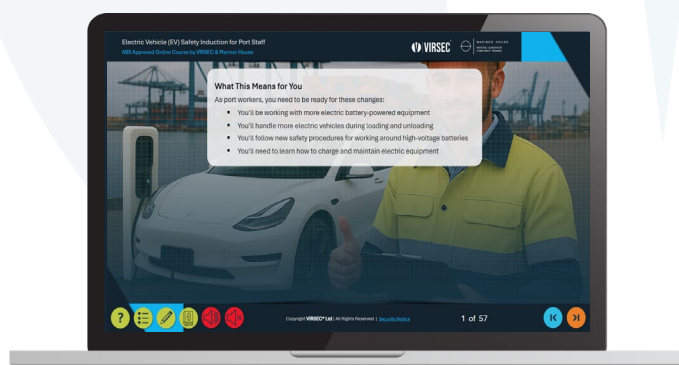 Electric Vehicle (EV) Safety Induction for Port Staff
ABS Approved Online Course by VIRSEC & Mariner House
VIRSEC
MARINER HOUSE
What This Means for You
As port workers, you need to be ready for these changes:
▪ You'll be working with more electric battery-powered equipment
▪ You'll handle more electric vehicles during loading and unloading
▪ You'll follow new safety procedures for working around high-voltage batteries
▪ You'll need to learn how to charge and maintain electric equipment
?
Copyright VIRSEC® Ltd | All Rights Reserved | Security Notice
1 of 57